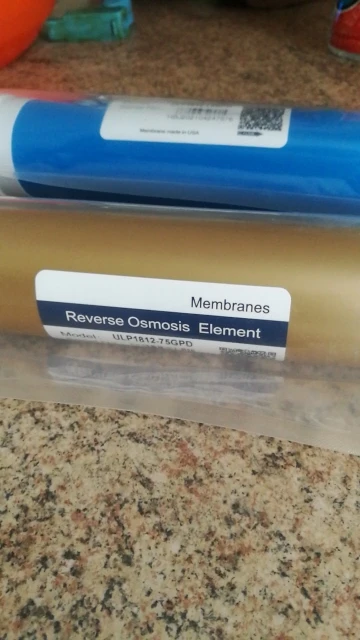 Membranes made in USA
Membranes
Reverse Osmosis Element
Model ULP1812-75GPD